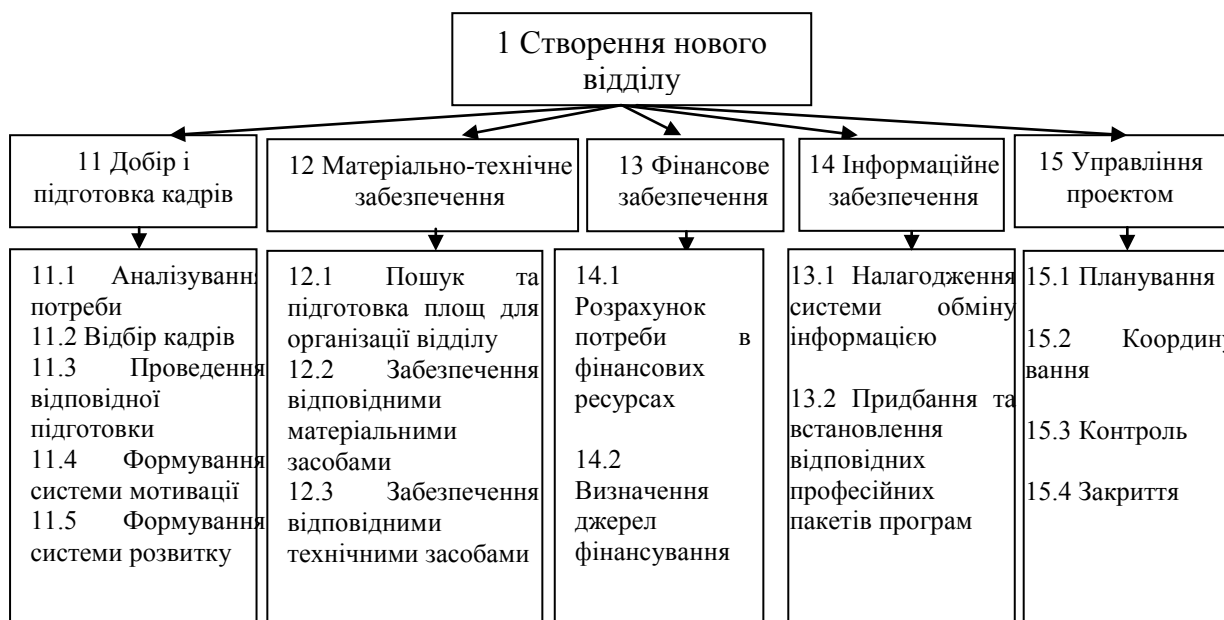 1 Створення нового
відділу
11 Добір і
підготовка кадрів
12 Матеріально-технічне
забезпечення
13 Фінансове
забезпечення
14 Інформаційне
забезпечення
15 Управління
проектом
11.1 Аналізування
потреби
11.2 Відбір кадрів
11.3 Проведення
відповідної
підготовки
11.4 Формування
системи мотивації
11.5 Формування
системи розвитку
12.1 Пошук та
підготовка площ для
організації відділу
12.2 Забезпечення
відповідними
матеріальними
засобами
12.3 Забезпечення
відповідними
технічними засобами
14.1
Розрахунок
потреби в
фінансових
ресурсах
14.2
Визначення
джерел
фінансування
13.1 Налагодження
системи обміну
інформацією
13.2 Придбання та
встановлення
відповідних
професійних
пакетів програм
15.1 Планування
15.2 Координу
вання
15.3 Контроль
15.4 Закриття